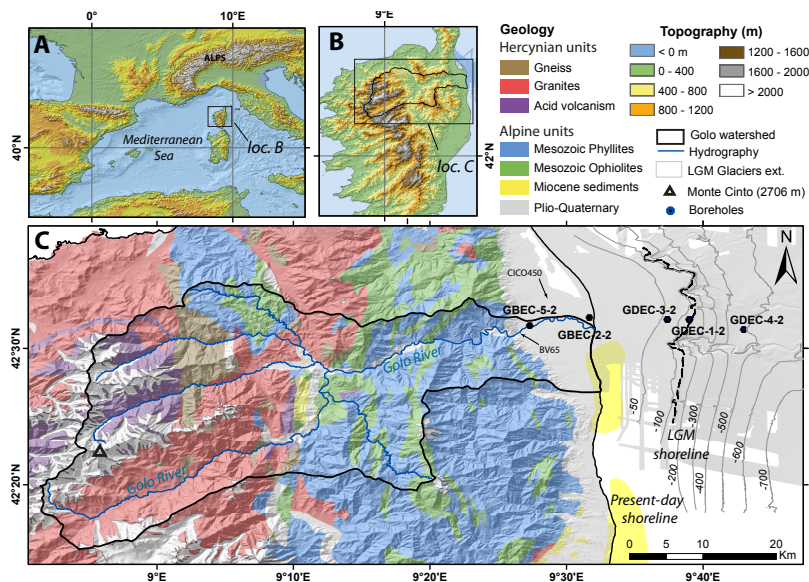 0°
10°E
9°E
A
ALPS
Mediterranean
Sea
loc. B
40°N
B
loc. C
42°N
Geology
Hercynian units
Gneiss
Granites
Acid volcanism
Alpine units
Mesozoic Phyllites
Mesozoic Ophiolites
Miocene sediments
Plio-Quaternary
Topography (m)
< 0 m
0 - 400
400 - 800
800 - 1200
1200 - 1600
1600 - 2000
> 2000
Golo watershed
Hydrography
LGM Glaciers ext.
Monte Cinto (2706 m)
Boreholes
C
N
CICO450
GBEC-5-2
GBEC-2-2
BV65
GDEC-3-2
GDEC-1-2
GDEC-4-2
Golo River
Golo River
42°30'N
42°20'N
-50
-100
-200
-300
-400
-500
-600
-700
LGM
shoreline
Present-day
shoreline
0 5 10 20
Km
9°0'E
9°10'E
9°20'E
9°30'E
9°40'E